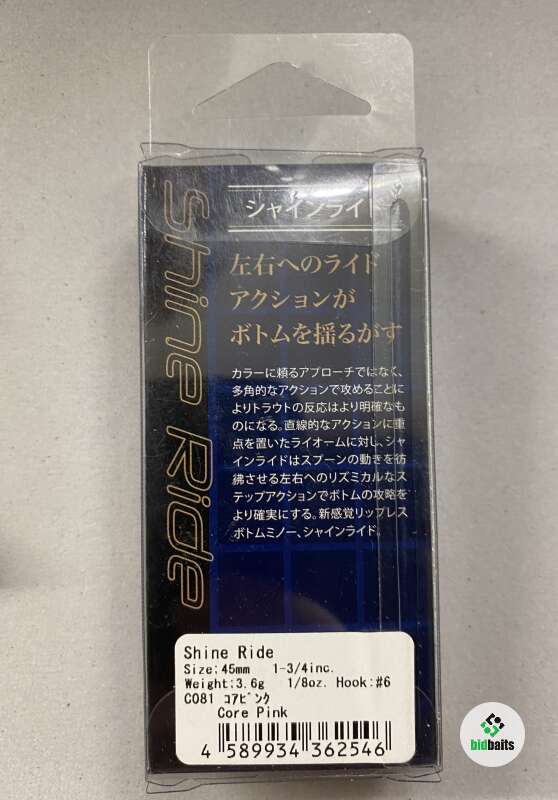 Shine Ride
シャインライ
左右へのライド
アクションが
ボトムを揺るがす
カラーに頼るアプローチではなく、
多角的なアクションで攻めることに
よりトラウトの反応はより明確なも
のになる。直線的なアクションに重
点を置いたライオームに対し、シャ
インライドはスプーンの動きを彷
彿させる左右へのリズミカルなス
テップアクションでボトムの攻略を
より確実にする。新感覚リップレス
ボトムミノー、シャインライド。
Shine Ride
Size:45mm 1-3/4inc.
Weight:3.6g 1/8oz. Hook:#6
C081 ｺｱﾋﾟﾝｸ
Core Pink
4 589934 362546
bidbaits